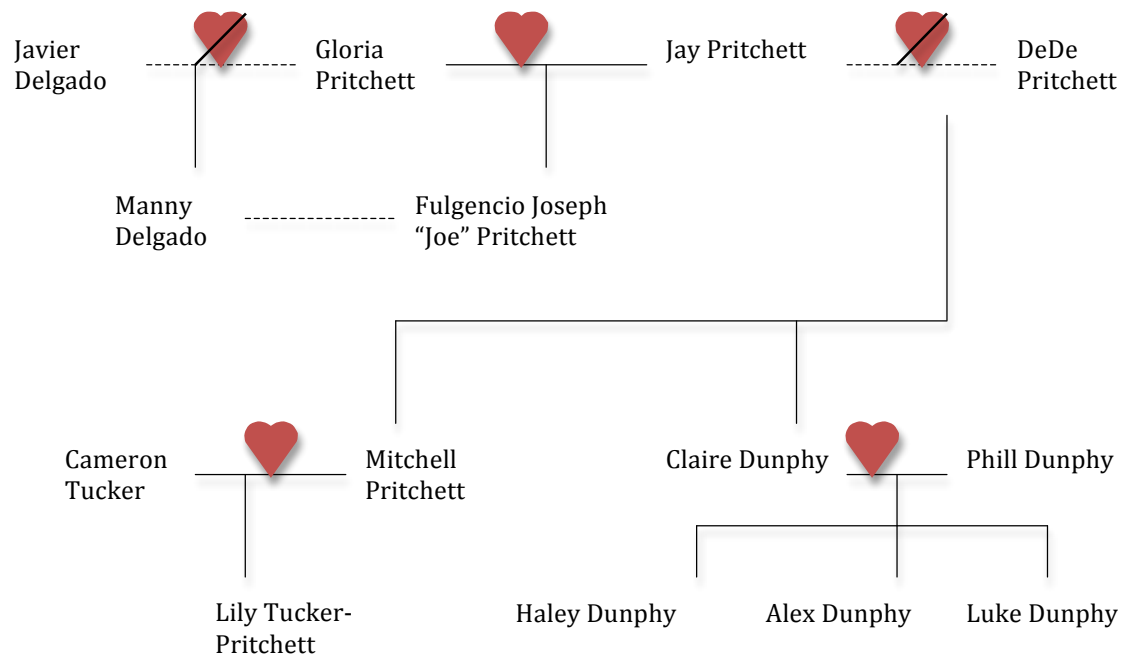 Javier
Delgado
Gloria
Pritchett
Jay Pritchett
DeDe
Pritchett
Manny
Delgado
Fulgencio Joseph
“Joe” Pritchett
Cameron
Tucker
Mitchell
Pritchett
Claire Dunphy
Phill Dunphy
Lily Tucker-
Pritchett
Haley Dunphy
Alex Dunphy
Luke Dunphy